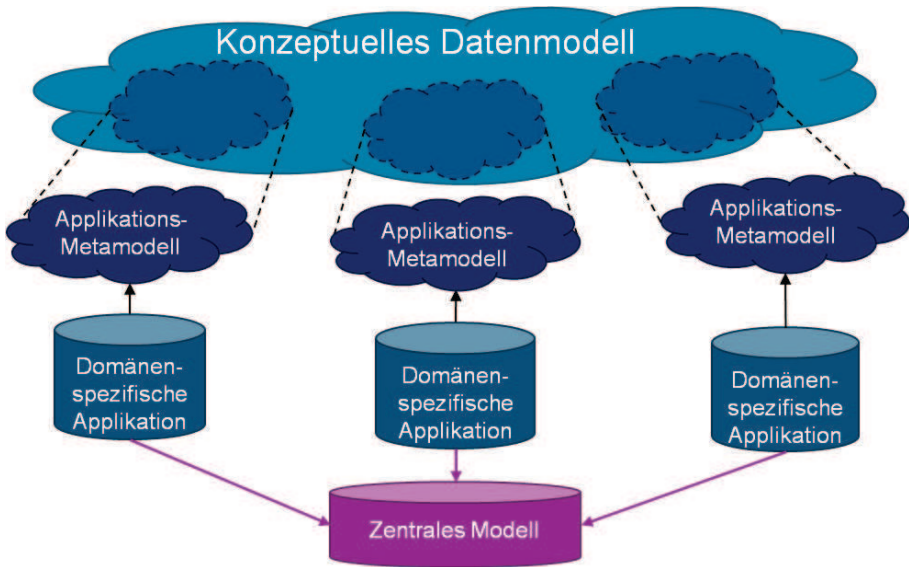 Konzeptuelles Datenmodell
Applikations-
Metamodell
Applikations-
Metamodell
Applikations-
Metamodell
Domänen-
spezifische
Applikation
Domänen-
spezifische
Applikation
Domänen-
spezifische
Applikation
Zentrales Modell